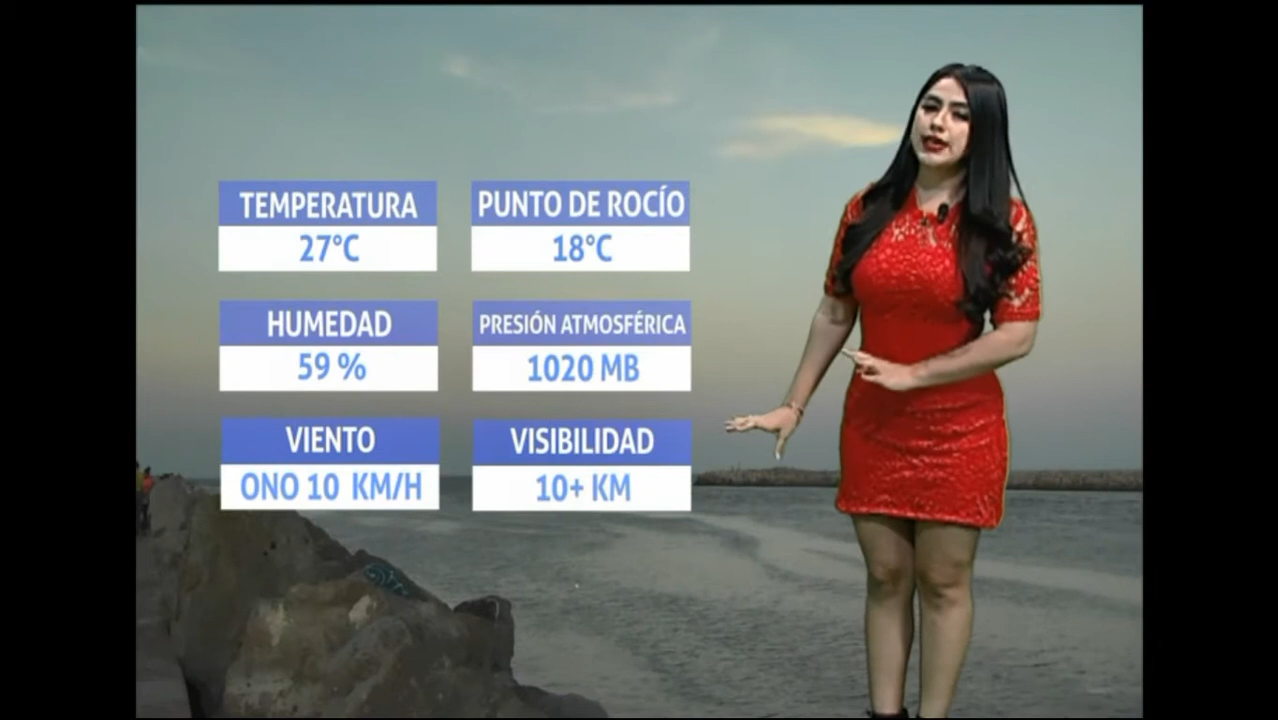 TEMPERATURA
27°C
PUNTO DE ROCÍO
18°C
HUMEDAD
59 %
PRESIÓN ATMOSFÉRICA
1020 MB
VIENTO
ONO 10 KM/H
VISIBILIDAD
10+ KM